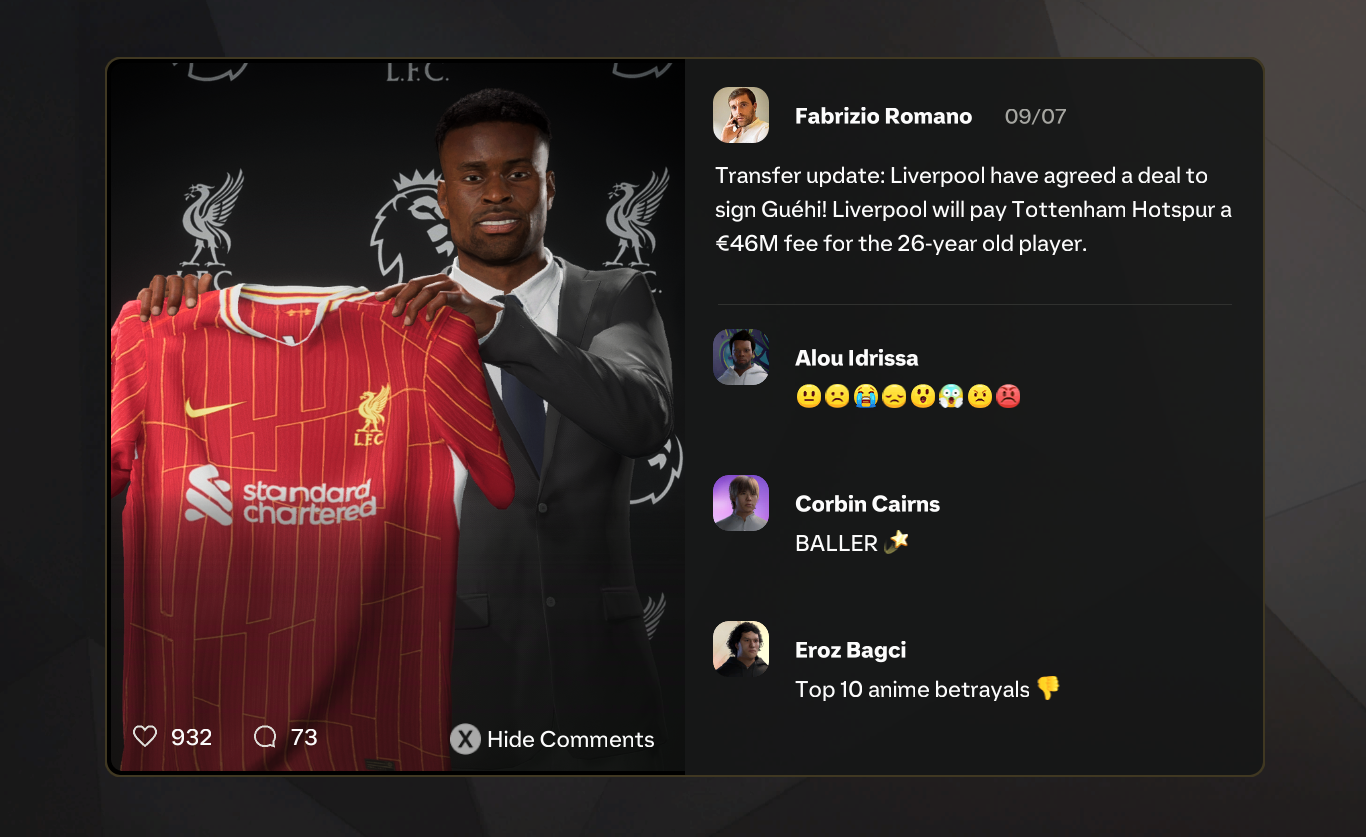 L.F.C.
L.F.C.
L.F.C.
L.F.C
standard
chartered
932
73
X Hide Comments
Fabrizio Romano 09/07
Transfer update: Liverpool have agreed a deal to
sign Guéhi! Liverpool will pay Tottenham Hotspur a
€46M fee for the 26-year old player.
Alou Idrissa
😐☹️😭😞😮😱😠😡
Corbin Cairns
BALLER 🌠
Eroz Bagci
Top 10 anime betrayals 👎